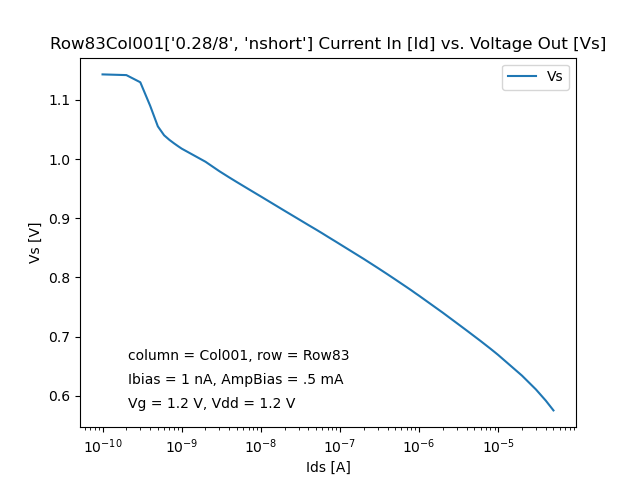 Row83Col001['0.28/8', 'nshort'] Current In [Id] vs. Voltage Out [Vs]
Vs
1.1
1.0
0.9
0.8
0.7
0.6
Vs [V]
column = Col001, row = Row83
Ibias = 1 nA, AmpBias = .5 mA
Vg = 1.2 V, Vdd = 1.2 V
10⁻¹⁰ 10⁻⁹ 10⁻⁸ 10⁻⁷ 10⁻⁶ 10⁻⁵
Ids [A]